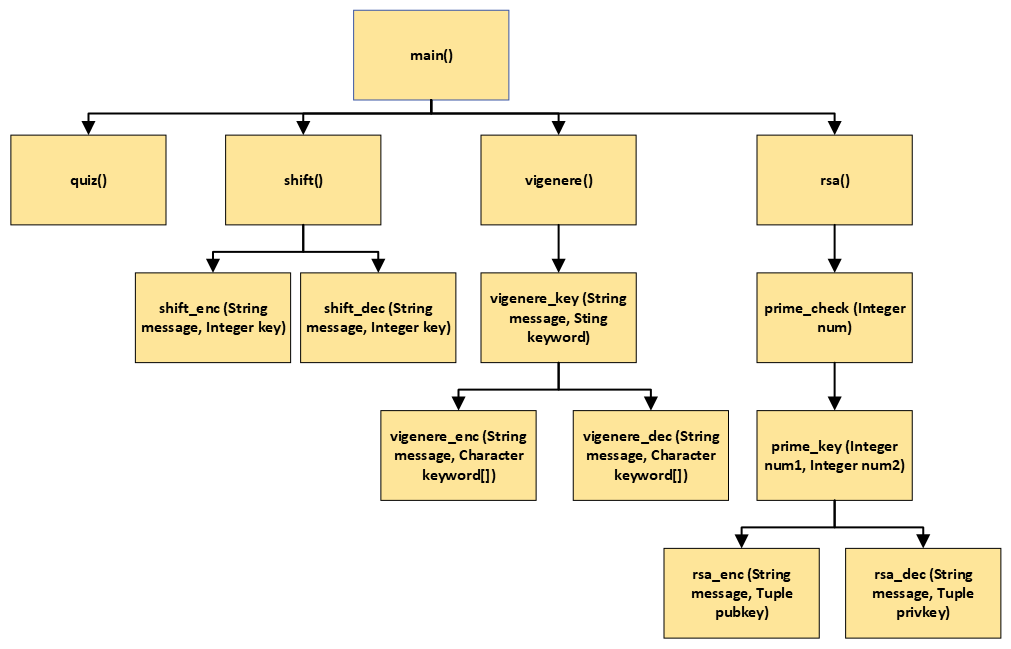 main()
quiz()
shift()
vigenere()
rsa()
shift_enc (String
message, Integer key)
shift_dec (String
message, Integer key)
vigenere_key (String
message, Sting
keyword)
prime_check (Integer
num)
vigenere_enc (String
message, Character
keyword[])
vigenere_dec (String
message, Character
keyword[])
prime_key (Integer
num1, Integer num2)
rsa_enc (String
message, Tuple
pubkey)
rsa_dec (String
message, Tuple
privkey)